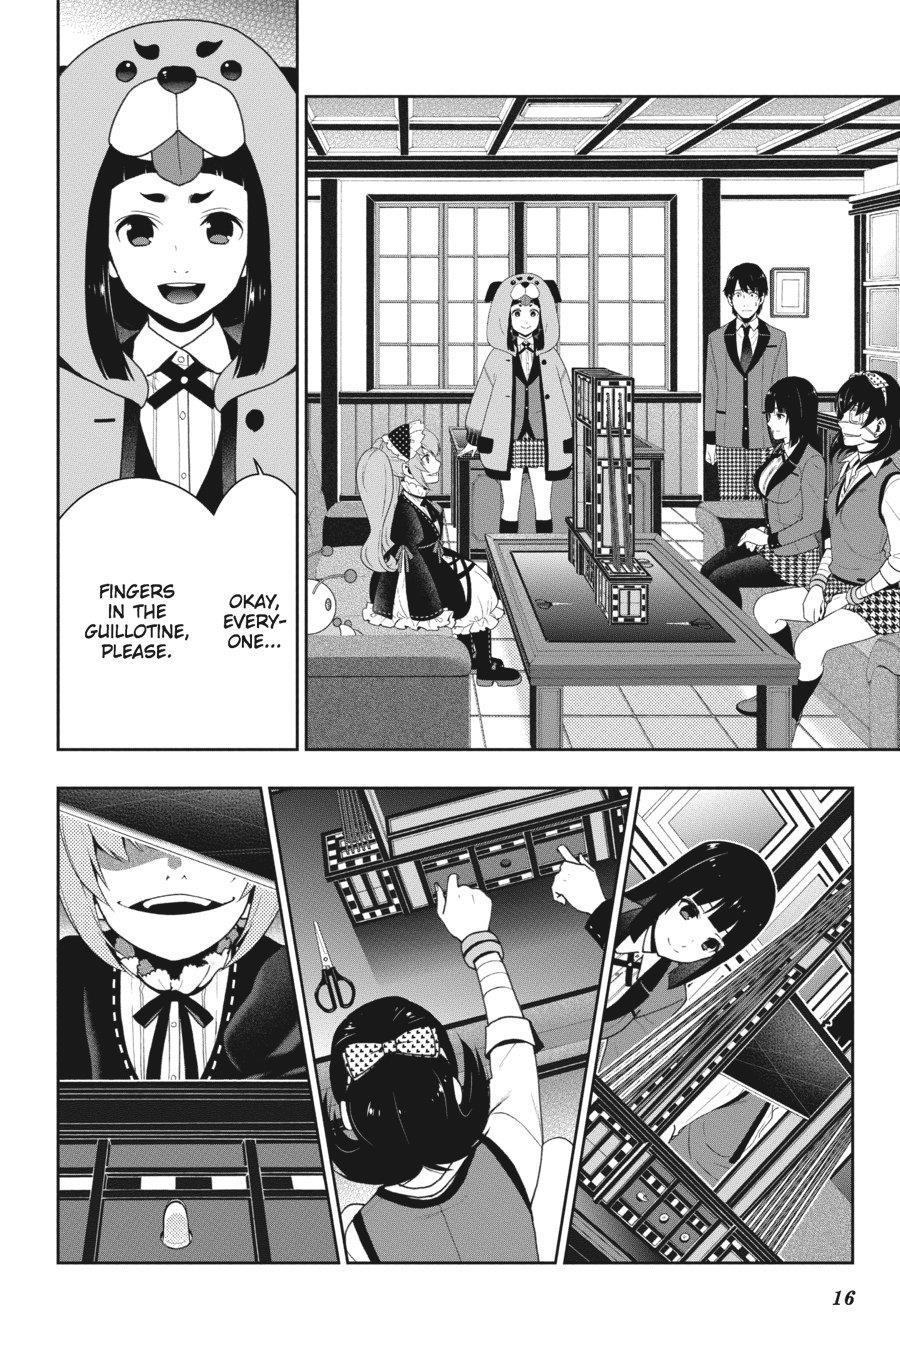 OKAY,
EVERY-
ONE...
FINGERS
IN THE
GUILLOTINE,
PLEASE.
16